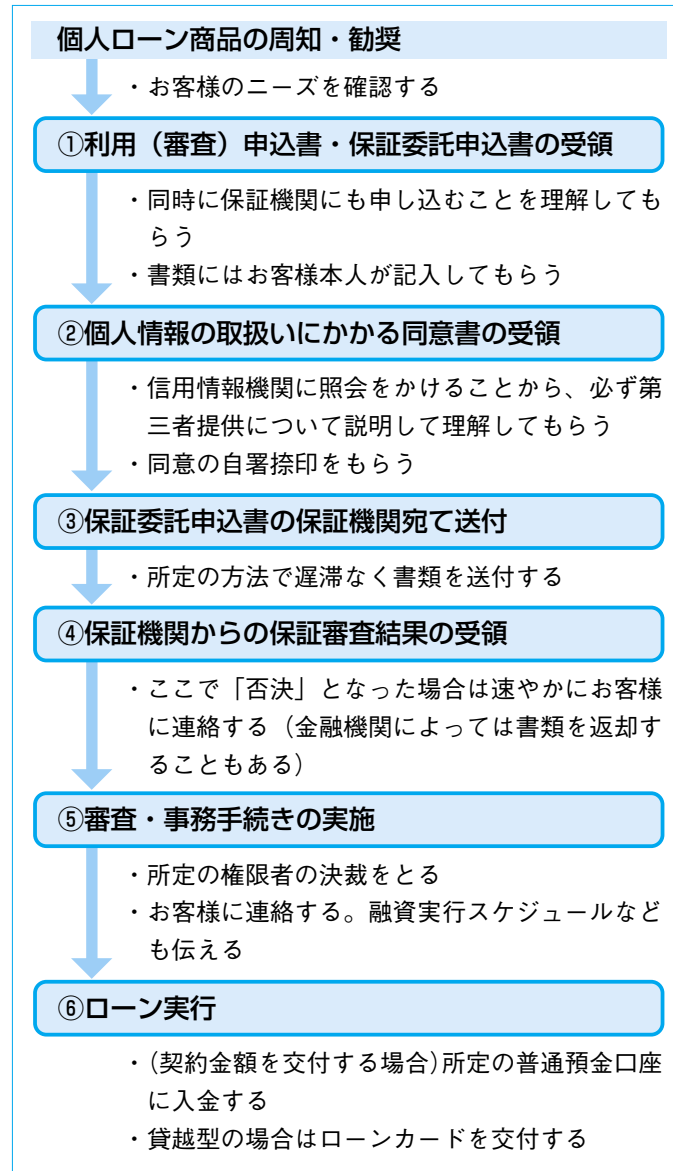 個人ローン商品の周知・勧奨
・お客様のニーズを確認する
①利用（審査）申込書・保証委託申込書の受領
・同時に保証機関にも申し込むことを理解しても
らう
・書類にはお客様本人が記入してもらう
②個人情報の取扱いにかかる同意書の受領
・信用情報機関に照会をかけることから、必ず第
三者提供について説明して理解してもらう
・同意の自署捺印をもらう
③保証委託申込書の保証機関宛て送付
・所定の方法で遅滞なく書類を送付する
④保証機関からの保証審査結果の受領
・ここで「否決」となった場合は速やかにお客様
に連絡する（金融機関によっては書類を返却す
ることもある）
⑤審査・事務手続きの実施
・所定の権限者の決裁をとる
・お客様に連絡する。融資実行スケジュールなど
も伝える
⑥ローン実行
・（契約金額を交付する場合）所定の普通預金口座
に入金する
・貸越型の場合はローンカードを交付する